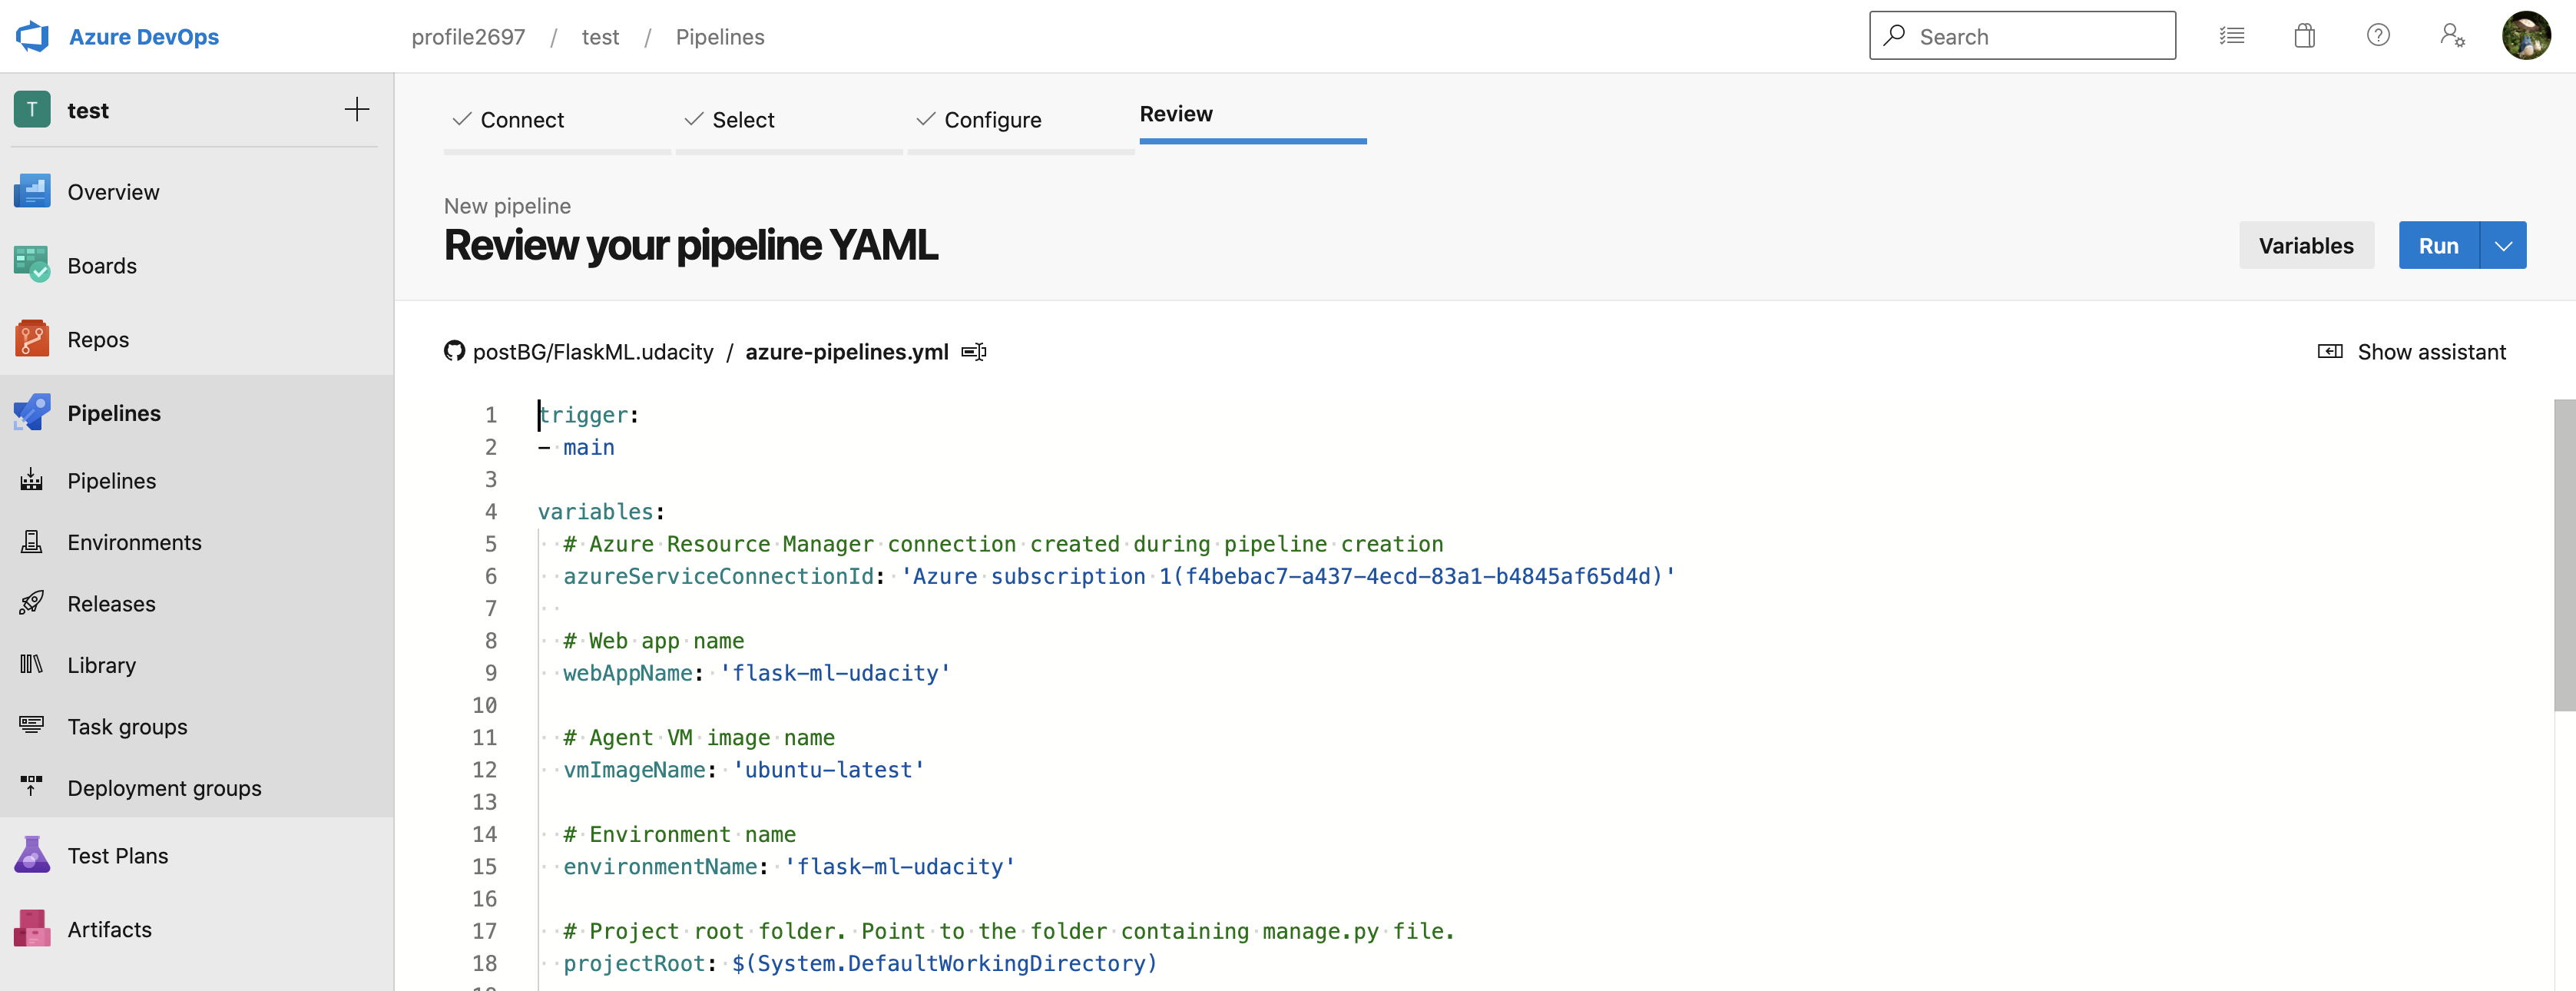 Azure DevOps
profile2697 / test / Pipelines
Search
T test
Overview
Boards
Repos
Pipelines
Pipelines
Environments
Releases
Library
Task groups
Deployment groups
Test Plans
Artifacts
Connect
Select
Configure
Review
New pipeline
Review your pipeline YAML
Variables
Run
postBG/FlaskML.udacity / azure-pipelines.yml
Show assistant
1 trigger:
2 - main
3
4 variables:
5 # Azure Resource Manager connection created during pipeline creation
6 azureServiceConnectionId: 'Azure subscription 1(f4bebac7-a437-4ecd-83a1-b4845af65d4d)'
7
8 # Web app name
9 webAppName: 'flask-ml-udacity'
10
11 # Agent VM image name
12 vmImageName: 'ubuntu-latest'
13
14 # Environment name
15 environmentName: 'flask-ml-udacity'
16
17 # Project root folder. Point to the folder containing manage.py file.
18 projectRoot: $(System.DefaultWorkingDirectory)